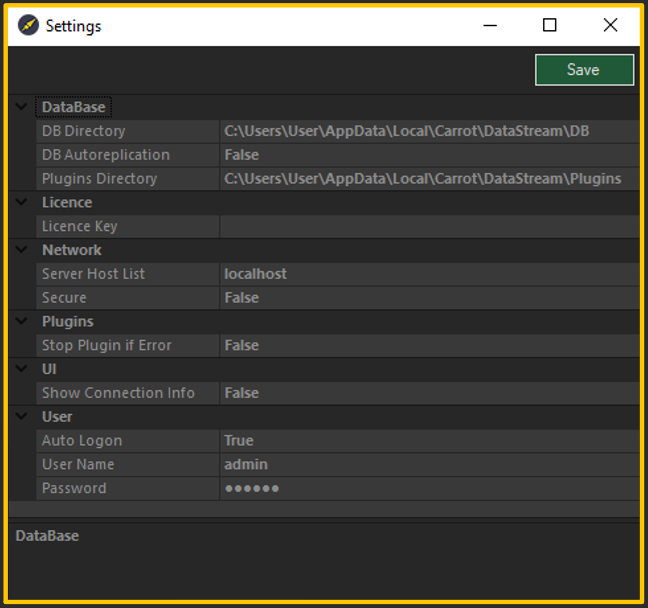 Settings
Save
DataBase
DB Directory C:\Users\User\AppData\Local\Carrot\DataStream\DB
DB Autoreplication False
Plugins Directory C:\Users\User\AppData\Local\Carrot\DataStream\Plugins
Licence
Licence Key
Network
Server Host List localhost
Secure False
Plugins
Stop Plugin if Error False
UI
Show Connection Info False
User
Auto Logon True
User Name admin
Password ●●●●●●
DataBase